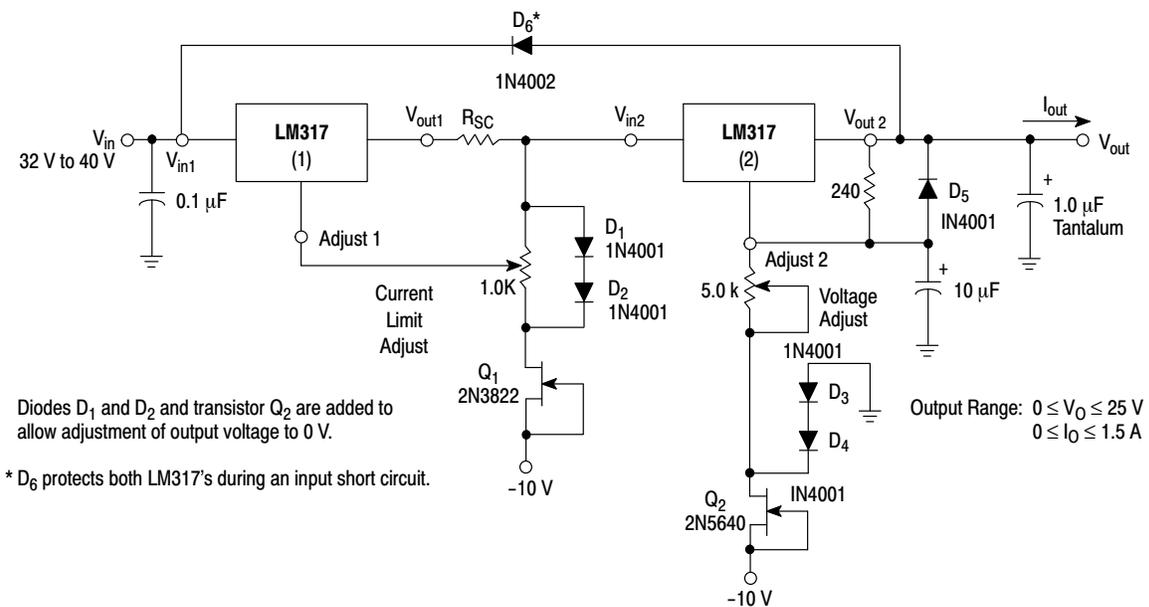 D6*
1N4002
Vin
32 V to 40 V
Vin1
LM317
(1)
Vout1
RSC
Vin2
LM317
(2)
Vout 2
Iout
Vout
0.1 μF
Adjust 1
D1
1N4001
D2
1N4001
1.0K
Current
Limit
Adjust
240
D5
IN4001
+
1.0 μF
Tantalum
Adjust 2
5.0 k
Voltage
Adjust
+
10 μF
1N4001
D3
D4
IN4001
Q1
2N3822
–10 V
Q2
2N5640
–10 V
Diodes D1 and D2 and transistor Q2 are added to
allow adjustment of output voltage to 0 V.
* D6 protects both LM317's during an input short circuit.
Output Range: 0 ≤ VO ≤ 25 V
0 ≤ IO ≤ 1.5 A